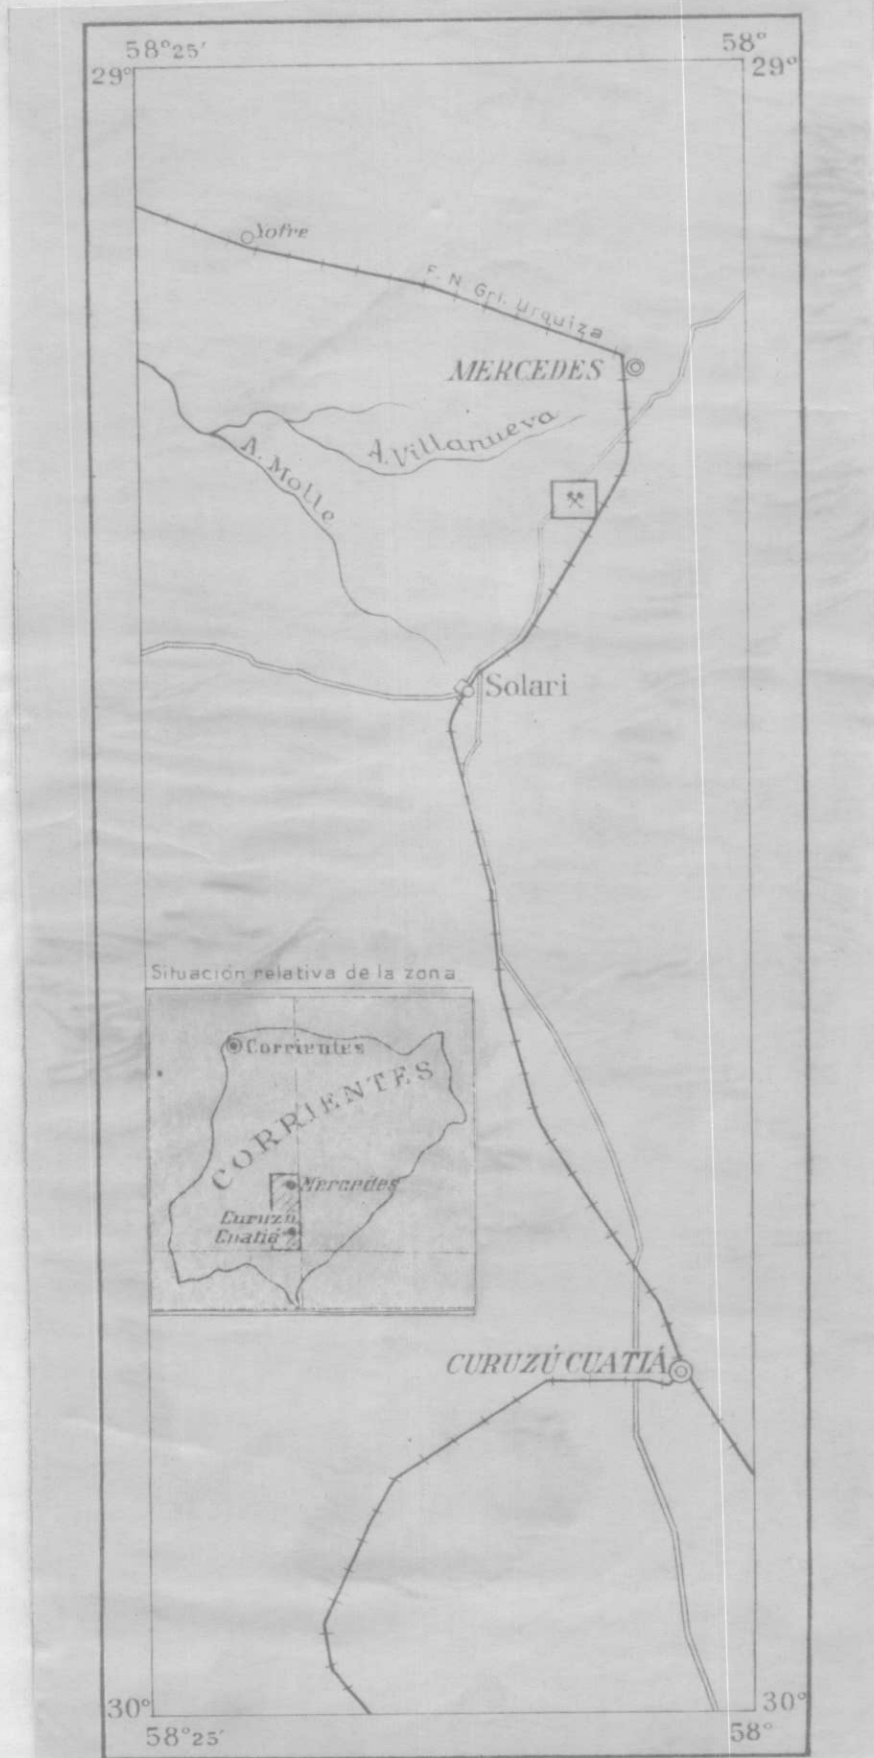 58°25′ 58°
29° 29°
Yofre
F. N. Grl. Urquiza
MERCEDES
A. Villanueva
A. Molle
Solari
Situación relativa de la zona
Corrientes
CORRIENTES
Mercedes
Curuzú
Cuatiá
CURUZÚ CUATIÁ
30° 30°
58°25′ 58°